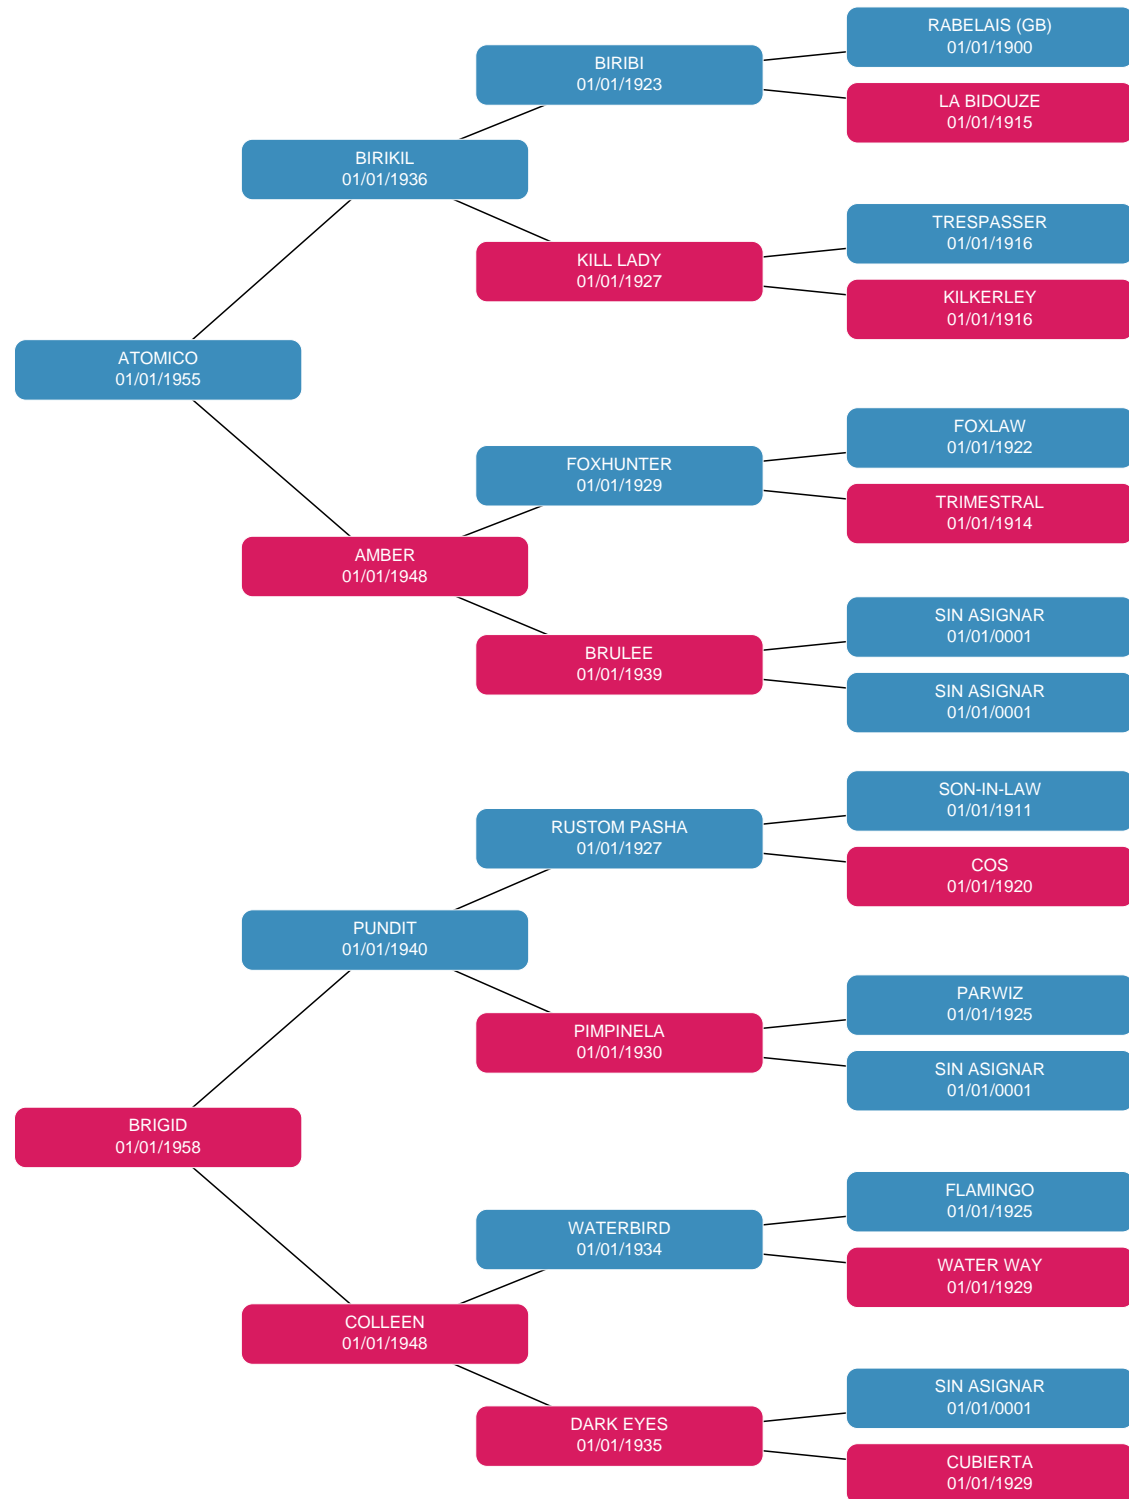 RABELAIS (GB)
01/01/1900
BIRIBI
01/01/1923
LA BIDOUZE
01/01/1915
BIRIKIL
01/01/1936
TRESPASSER
01/01/1916
KILL LADY
01/01/1927
KILKERLEY
01/01/1916
ATOMICO
01/01/1955
FOXLAW
01/01/1922
FOXHUNTER
01/01/1929
TRIMESTRAL
01/01/1914
AMBER
01/01/1948
SIN ASIGNAR
01/01/0001
BRULEE
01/01/1939
SIN ASIGNAR
01/01/0001
SON-IN-LAW
01/01/1911
RUSTOM PASHA
01/01/1927
COS
01/01/1920
PUNDIT
01/01/1940
PARWIZ
01/01/1925
PIMPINELA
01/01/1930
SIN ASIGNAR
01/01/0001
BRIGID
01/01/1958
FLAMINGO
01/01/1925
WATERBIRD
01/01/1934
WATER WAY
01/01/1929
COLLEEN
01/01/1948
SIN ASIGNAR
01/01/0001
DARK EYES
01/01/1935
CUBIERTA
01/01/1929